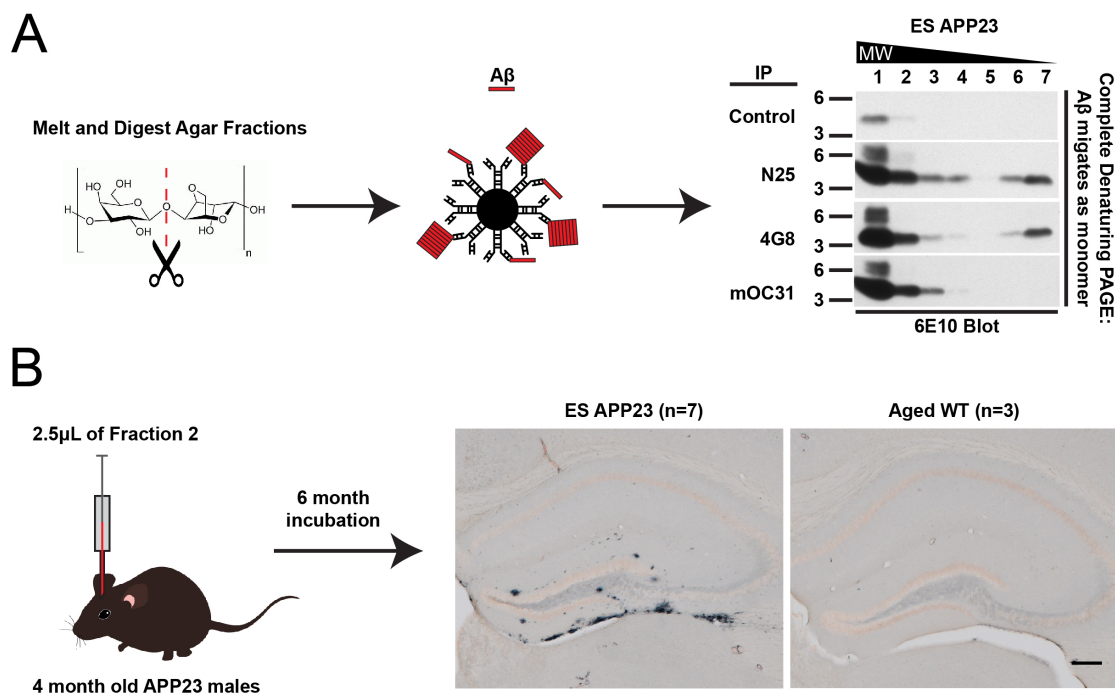 A
ES APP23
MW
IP
1 2 3 4 5 6 7
Aβ
Melt and Digest Agar Fractions
HO
OH
O
H
O
O
OH
O
O
HO
OH
n
Control
6
3
N25
6
3
4G8
6
3
mOC31
6
3
6E10 Blot
Complete Denaturing PAGE:
Aβ migates as monomer
B
2.5µL of Fraction 2
6 month
incubation
4 month old APP23 males
ES APP23 (n=7)
Aged WT (n=3)